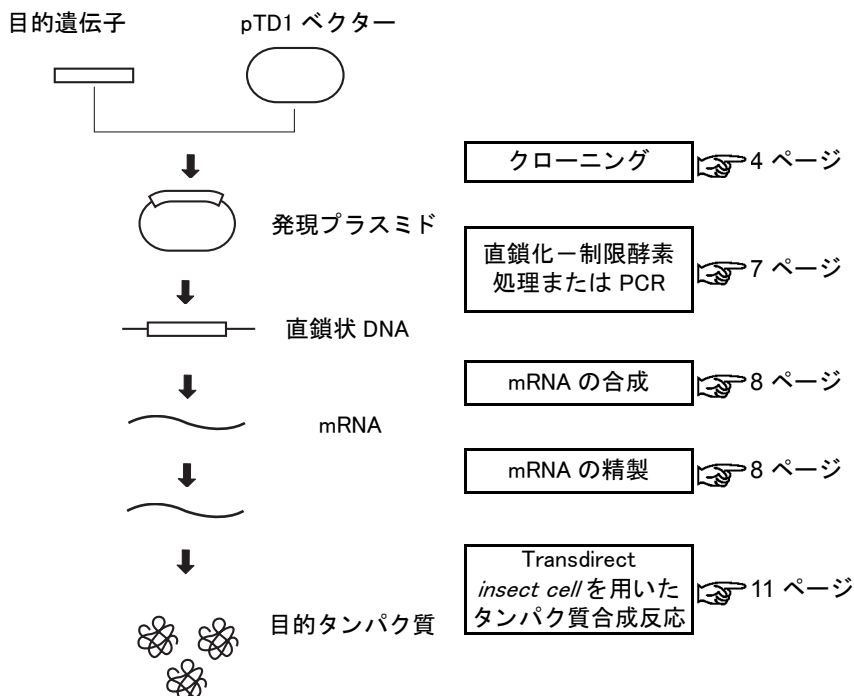 目的遺伝子 pTD1 ベクター
クローニング 4 ページ
発現プラスミド
直鎖化－制限酵素
処理または PCR
7 ページ
直鎖状 DNA
mRNA の合成 8 ページ
mRNA
mRNA の精製 8 ページ
Transdirect
insect cell を用いた
タンパク質合成反応
11 ページ
目的タンパク質